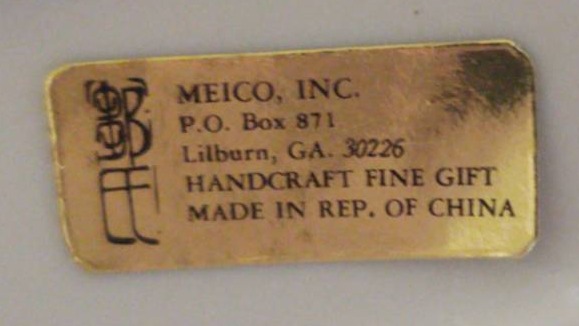 MEICO, INC.
P.O. Box 871
Lilburn, GA. 30226
HANDCRAFT FINE GIFT
MADE IN REP. OF CHINA